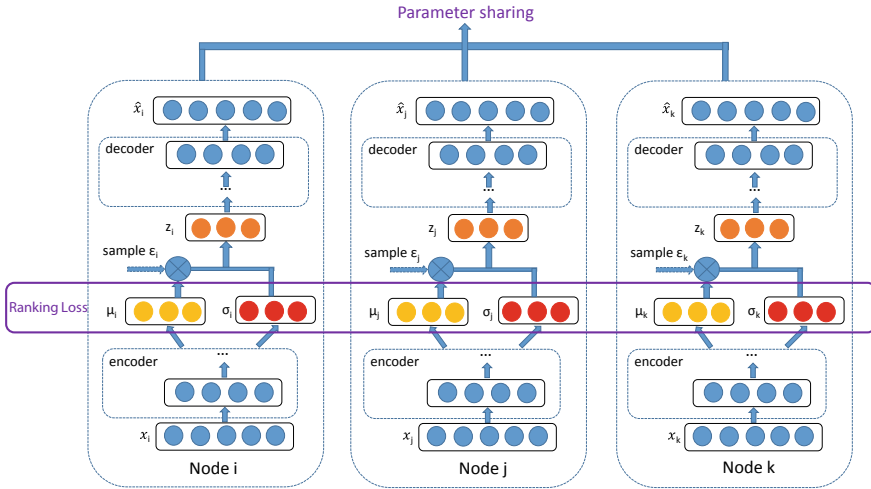 Parameter sharing
x̂ᵢ
x̂ⱼ
x̂ₖ
decoder
decoder
decoder
...
...
...
zᵢ
zⱼ
zₖ
sample εᵢ
sample εⱼ
sample εₖ
Ranking Loss
μᵢ
σᵢ
μⱼ
σⱼ
μₖ
σₖ
...
...
...
encoder
encoder
encoder
xᵢ
xⱼ
xₖ
Node i
Node j
Node k